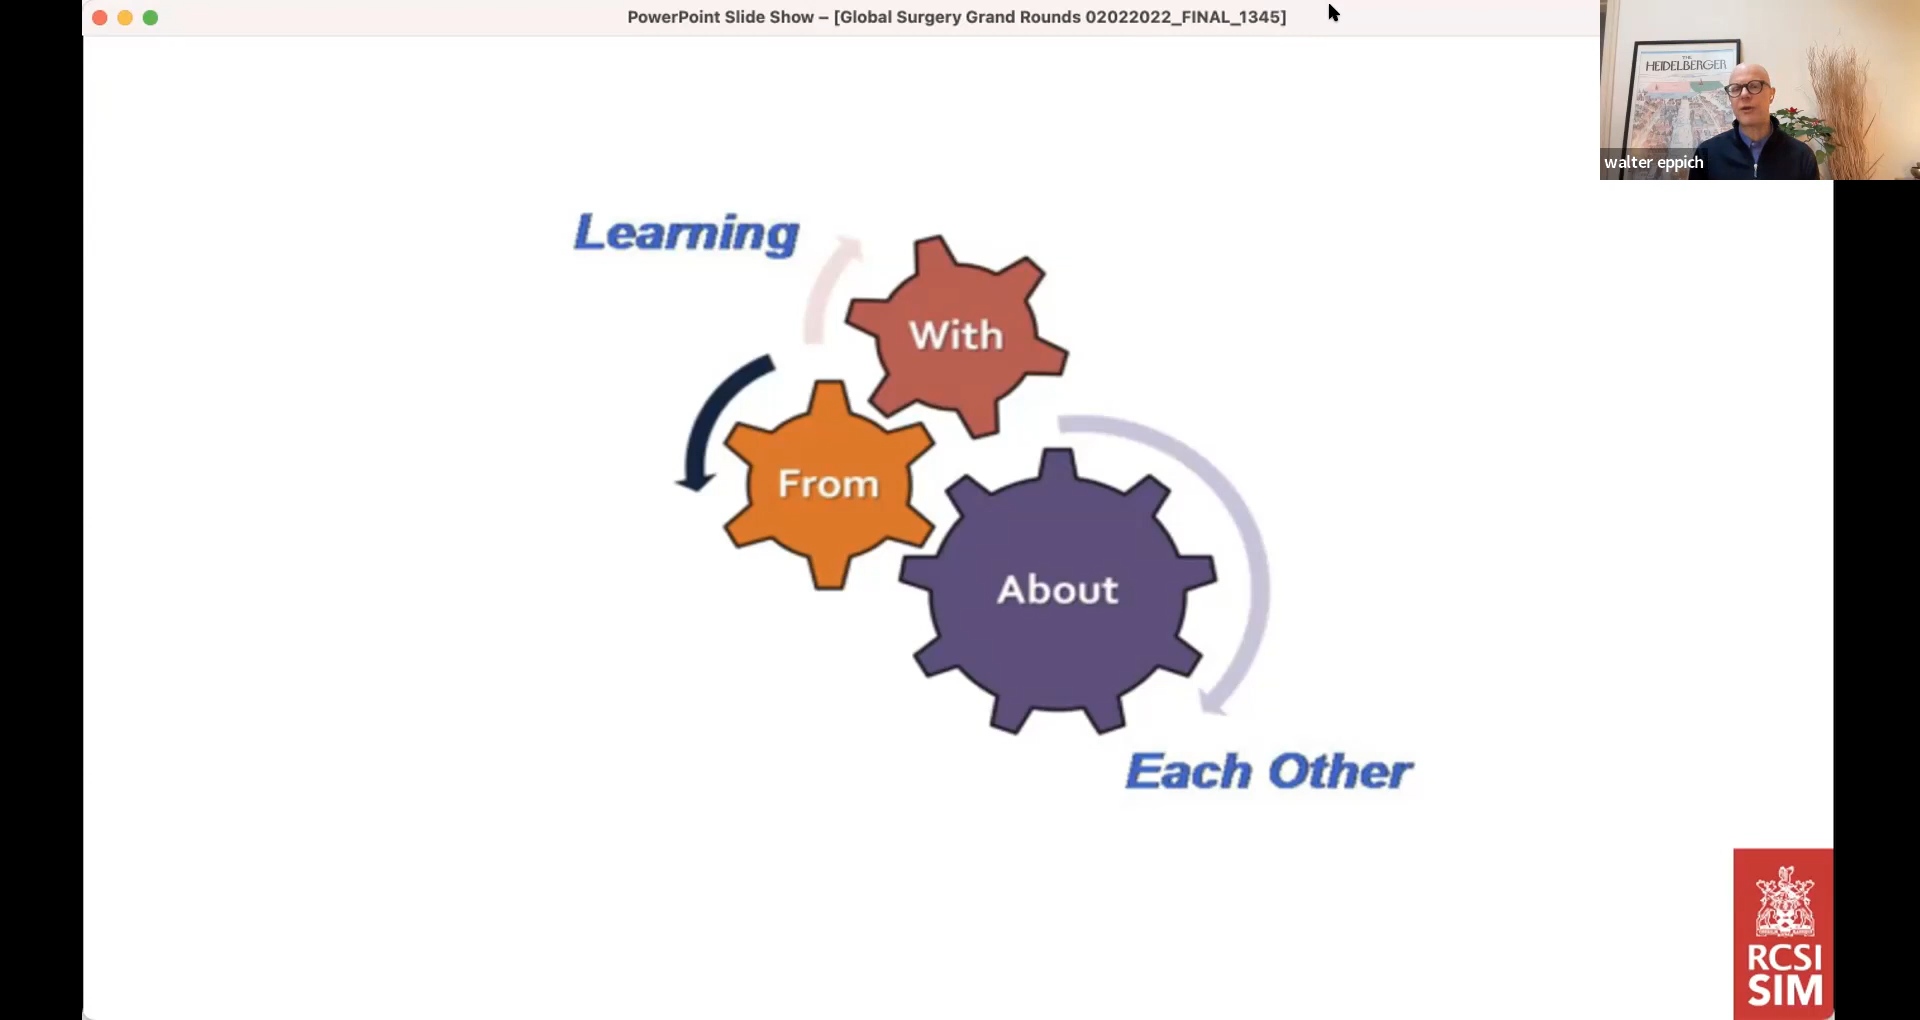 PowerPoint Slide Show – [Global Surgery Grand Rounds 02022022_FINAL_1345]
THE
HEIDELBERGER
walter eppich
Learning
With
From
About
Each Other
RCSI
SIM